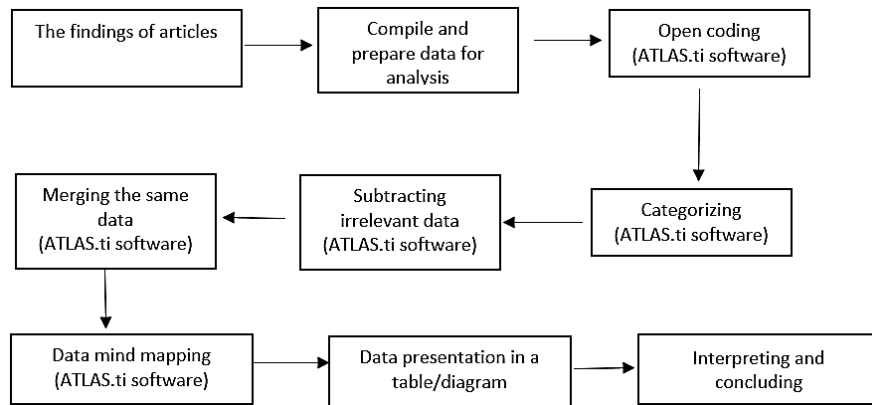 The findings of articles
Compile and
prepare data for
analysis
Open coding
(ATLAS.ti software)
Categorizing
(ATLAS.ti software)
Subtracting
irrelevant data
(ATLAS.ti software)
Merging the same
data
(ATLAS.ti software)
Data mind mapping
(ATLAS.ti software)
Data presentation in a
table/diagram
Interpreting and
concluding